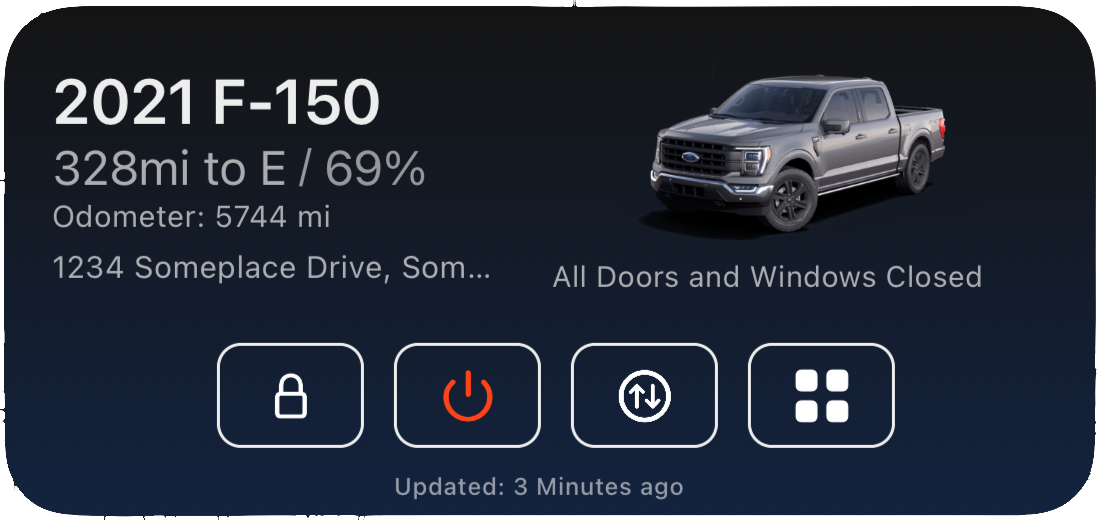 2021 F-150
328mi to E / 69%
Odometer: 5744 mi
1234 Someplace Drive, Som...
All Doors and Windows Closed
Updated: 3 Minutes ago